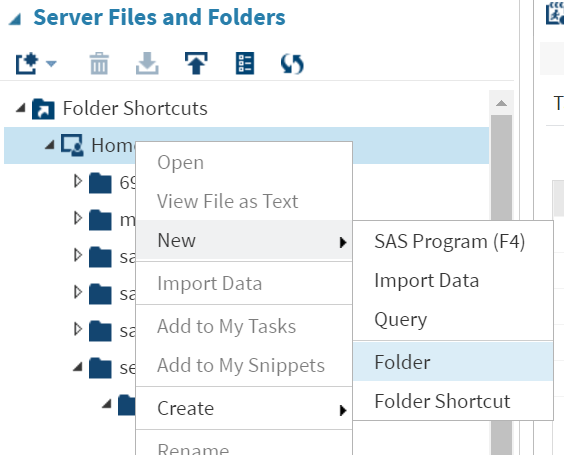 Server Files and Folders
Folder Shortcuts
Open
View File as Text
New
SAS Program (F4)
Import Data
Import Data
Query
Add to My Tasks
Add to My Snippets
Folder
Create
Folder Shortcut
Rename